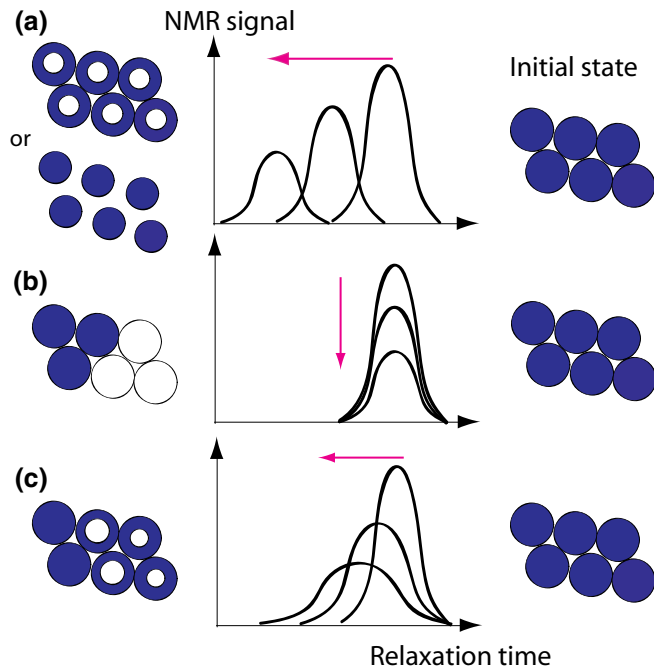 (a)
NMR signal
Initial state
or
(b)
(c)
Relaxation time